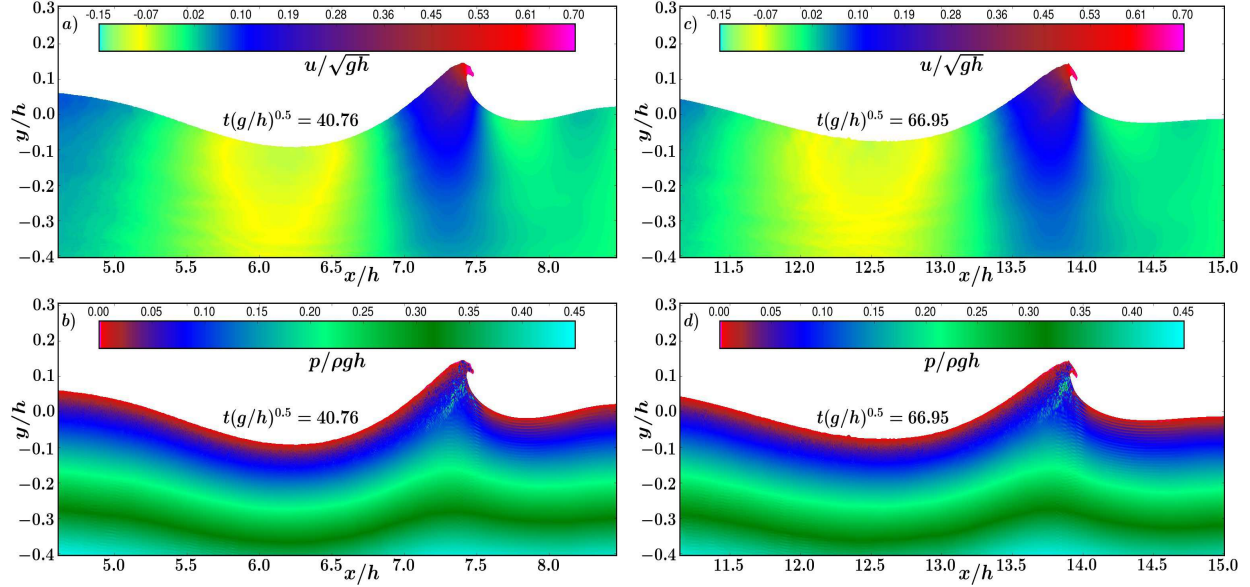 a) -0.15 -0.07 0.02 0.10 0.19 0.28 0.36 0.45 0.53 0.61 0.70
u/√gh
t(g/h)^0.5 = 40.76
y/h
0.3
0.2
0.1
0.0
−0.1
−0.2
−0.3
−0.4
5.0 5.5 6.0 6.5 7.0 7.5 8.0
x/h
c) -0.15 -0.07 0.02 0.10 0.19 0.28 0.36 0.45 0.53 0.61 0.70
u/√gh
t(g/h)^0.5 = 66.95
y/h
0.3
0.2
0.1
0.0
−0.1
−0.2
−0.3
−0.4
11.5 12.0 12.5 13.0 13.5 14.0 14.5 15.0
x/h
b) 0.00 0.05 0.10 0.15 0.20 0.25 0.30 0.35 0.40 0.45
p/ρgh
t(g/h)^0.5 = 40.76
y/h
0.3
0.2
0.1
0.0
−0.1
−0.2
−0.3
−0.4
5.0 5.5 6.0 6.5 7.0 7.5 8.0
x/h
d) 0.00 0.05 0.10 0.15 0.20 0.25 0.30 0.35 0.40 0.45
p/ρgh
t(g/h)^0.5 = 66.95
y/h
0.3
0.2
0.1
0.0
−0.1
−0.2
−0.3
−0.4
11.5 12.0 12.5 13.0 13.5 14.0 14.5 15.0
x/h